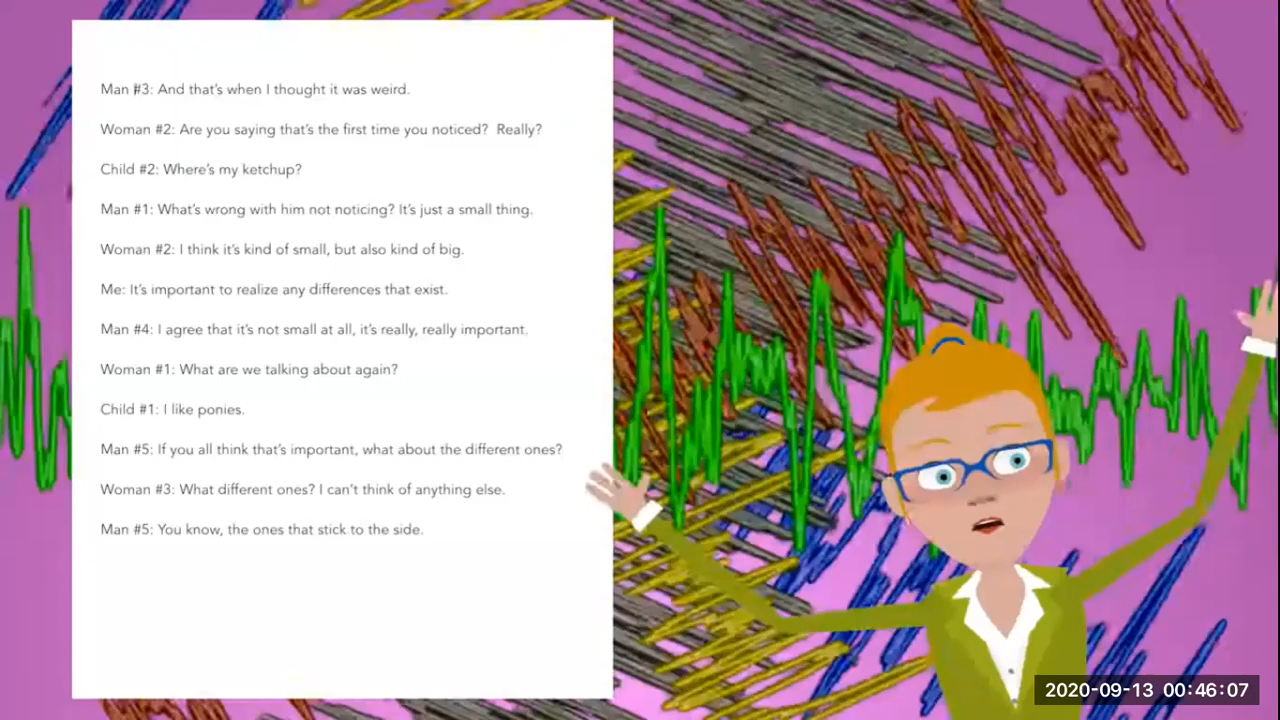 Man #3: And that's when I thought it was weird.
Woman #2: Are you saying that's the first time you noticed?  Really?
Child #2: Where's my ketchup?
Man #1: What's wrong with him not noticing? It's just a small thing.
Woman #2: I think it's kind of small, but also kind of big.
Me: It's important to realize any differences that exist.
Man #4: I agree that it's not small at all, it's really, really important.
Woman #1: What are we talking about again?
Child #1: I like ponies.
Man #5: If you all think that's important, what about the different ones?
Woman #3: What different ones? I can't think of anything else.
Man #5: You know, the ones that stick to the side.
2020-09-13 00:46:07